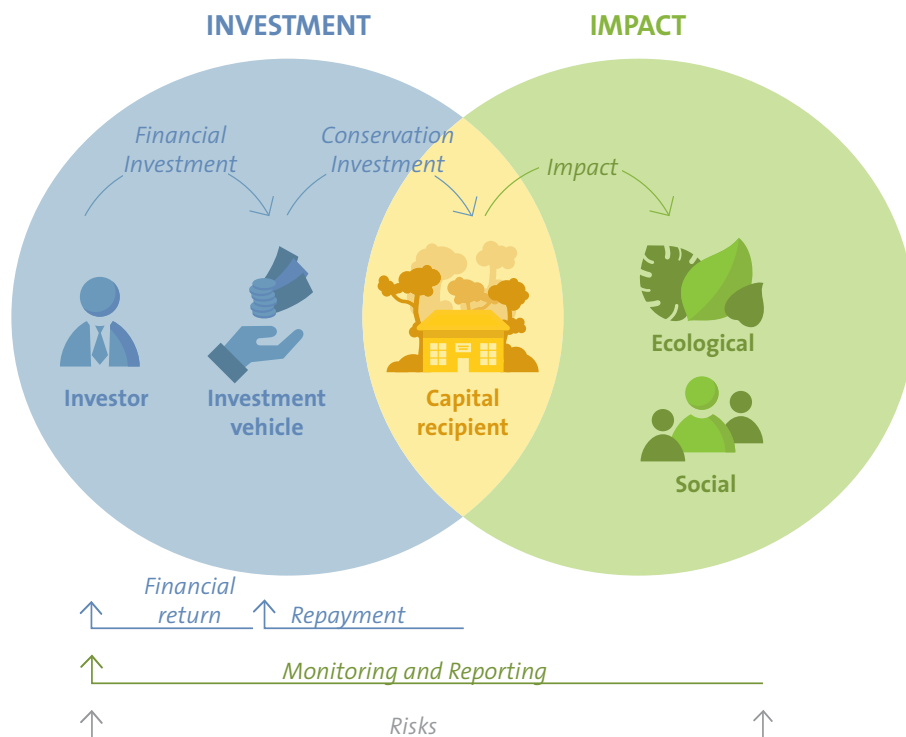 INVESTMENT
IMPACT
Financial
Investment
Conservation
Investment
Impact
Investor
Investment
vehicle
Capital
recipient
Ecological
Social
Financial
return
Repayment
Monitoring and Reporting
Risks